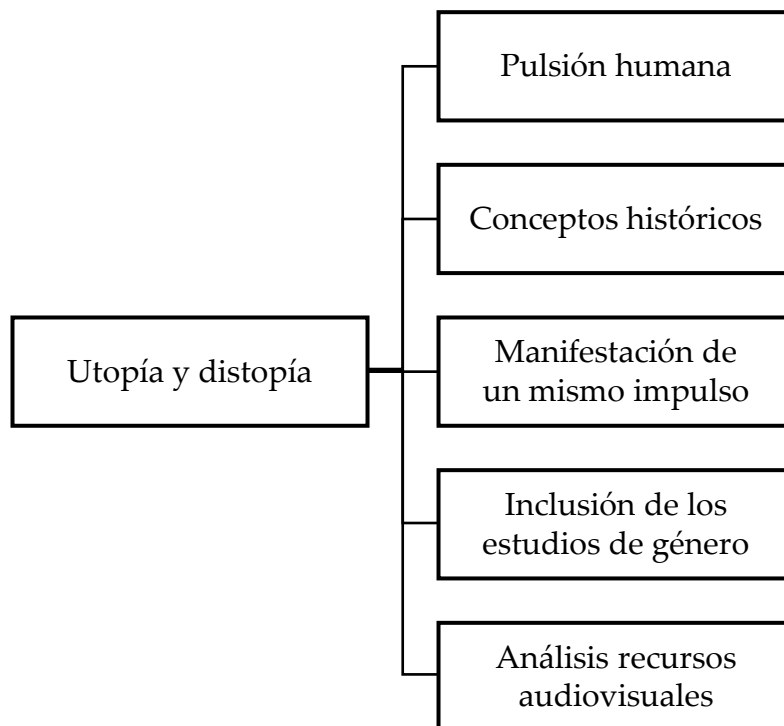 Pulsión humana
Conceptos históricos
Utopía y distopía
Manifestación de
un mismo impulso
Inclusión de los
estudios de género
Análisis recursos
audiovisuales